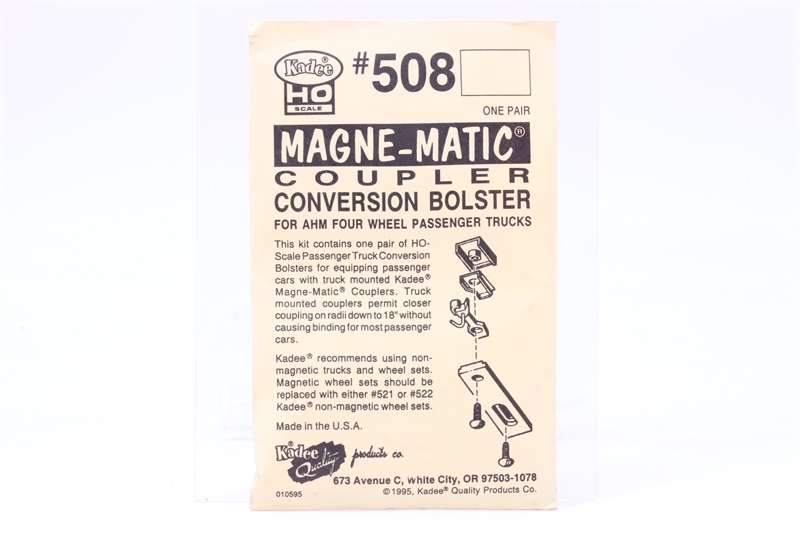 Kadee®
HO
SCALE
#508
ONE PAIR
MAGNE-MATIC®
COUPLER
CONVERSION BOLSTER
FOR AHM FOUR WHEEL PASSENGER TRUCKS
This kit contains one pair of HO-
Scale Passenger Truck Conversion
Bolsters for equipping passenger
cars with truck mounted Kadee®
Magne-Matic® Couplers. Truck
mounted couplers permit closer
coupling on radii down to 18" without
causing binding for most passenger
cars.
Kadee® recommends using non-
magnetic trucks and wheel sets.
Magnetic wheel sets should be
replaced with either #521 or #522
Kadee® non-magnetic wheel sets.
Made in the U.S.A.
Kadee®
Quality products co.
673 Avenue C, White City, OR 97503-1078
010595
©1995, Kadee® Quality Products Co.